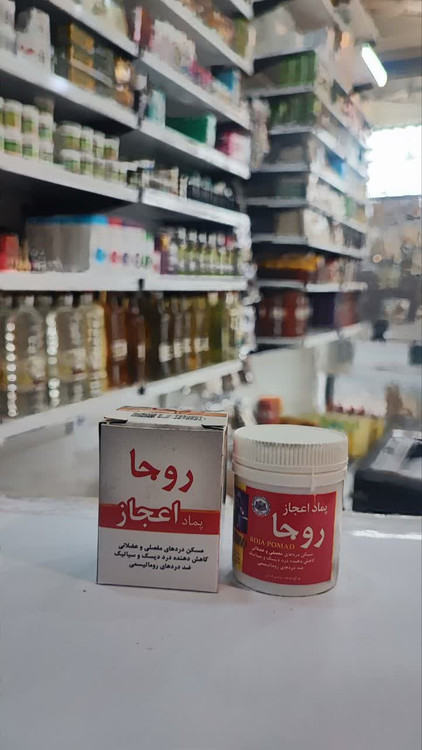 روحا
پماد اعجاز
مسکن دردهای مفصلی و عضلانی
کاهش دهنده درد دیسک و سیاتیک
ضد دردهای روماتیسمی
پماد اعجاز
روحا
POMAD
مسکن دردهای مفصلی و عضلانی
کاهش دهنده درد دیسک و سیاتیک
ضد دردهای روماتیسمی